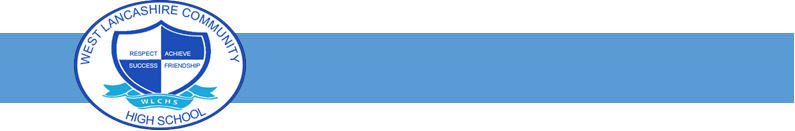 WEST LANCASHIRE COMMUNITY
RESPECT ACHIEVE
SUCCESS FRIENDSHIP
WLCHS
HIGH SCHOOL